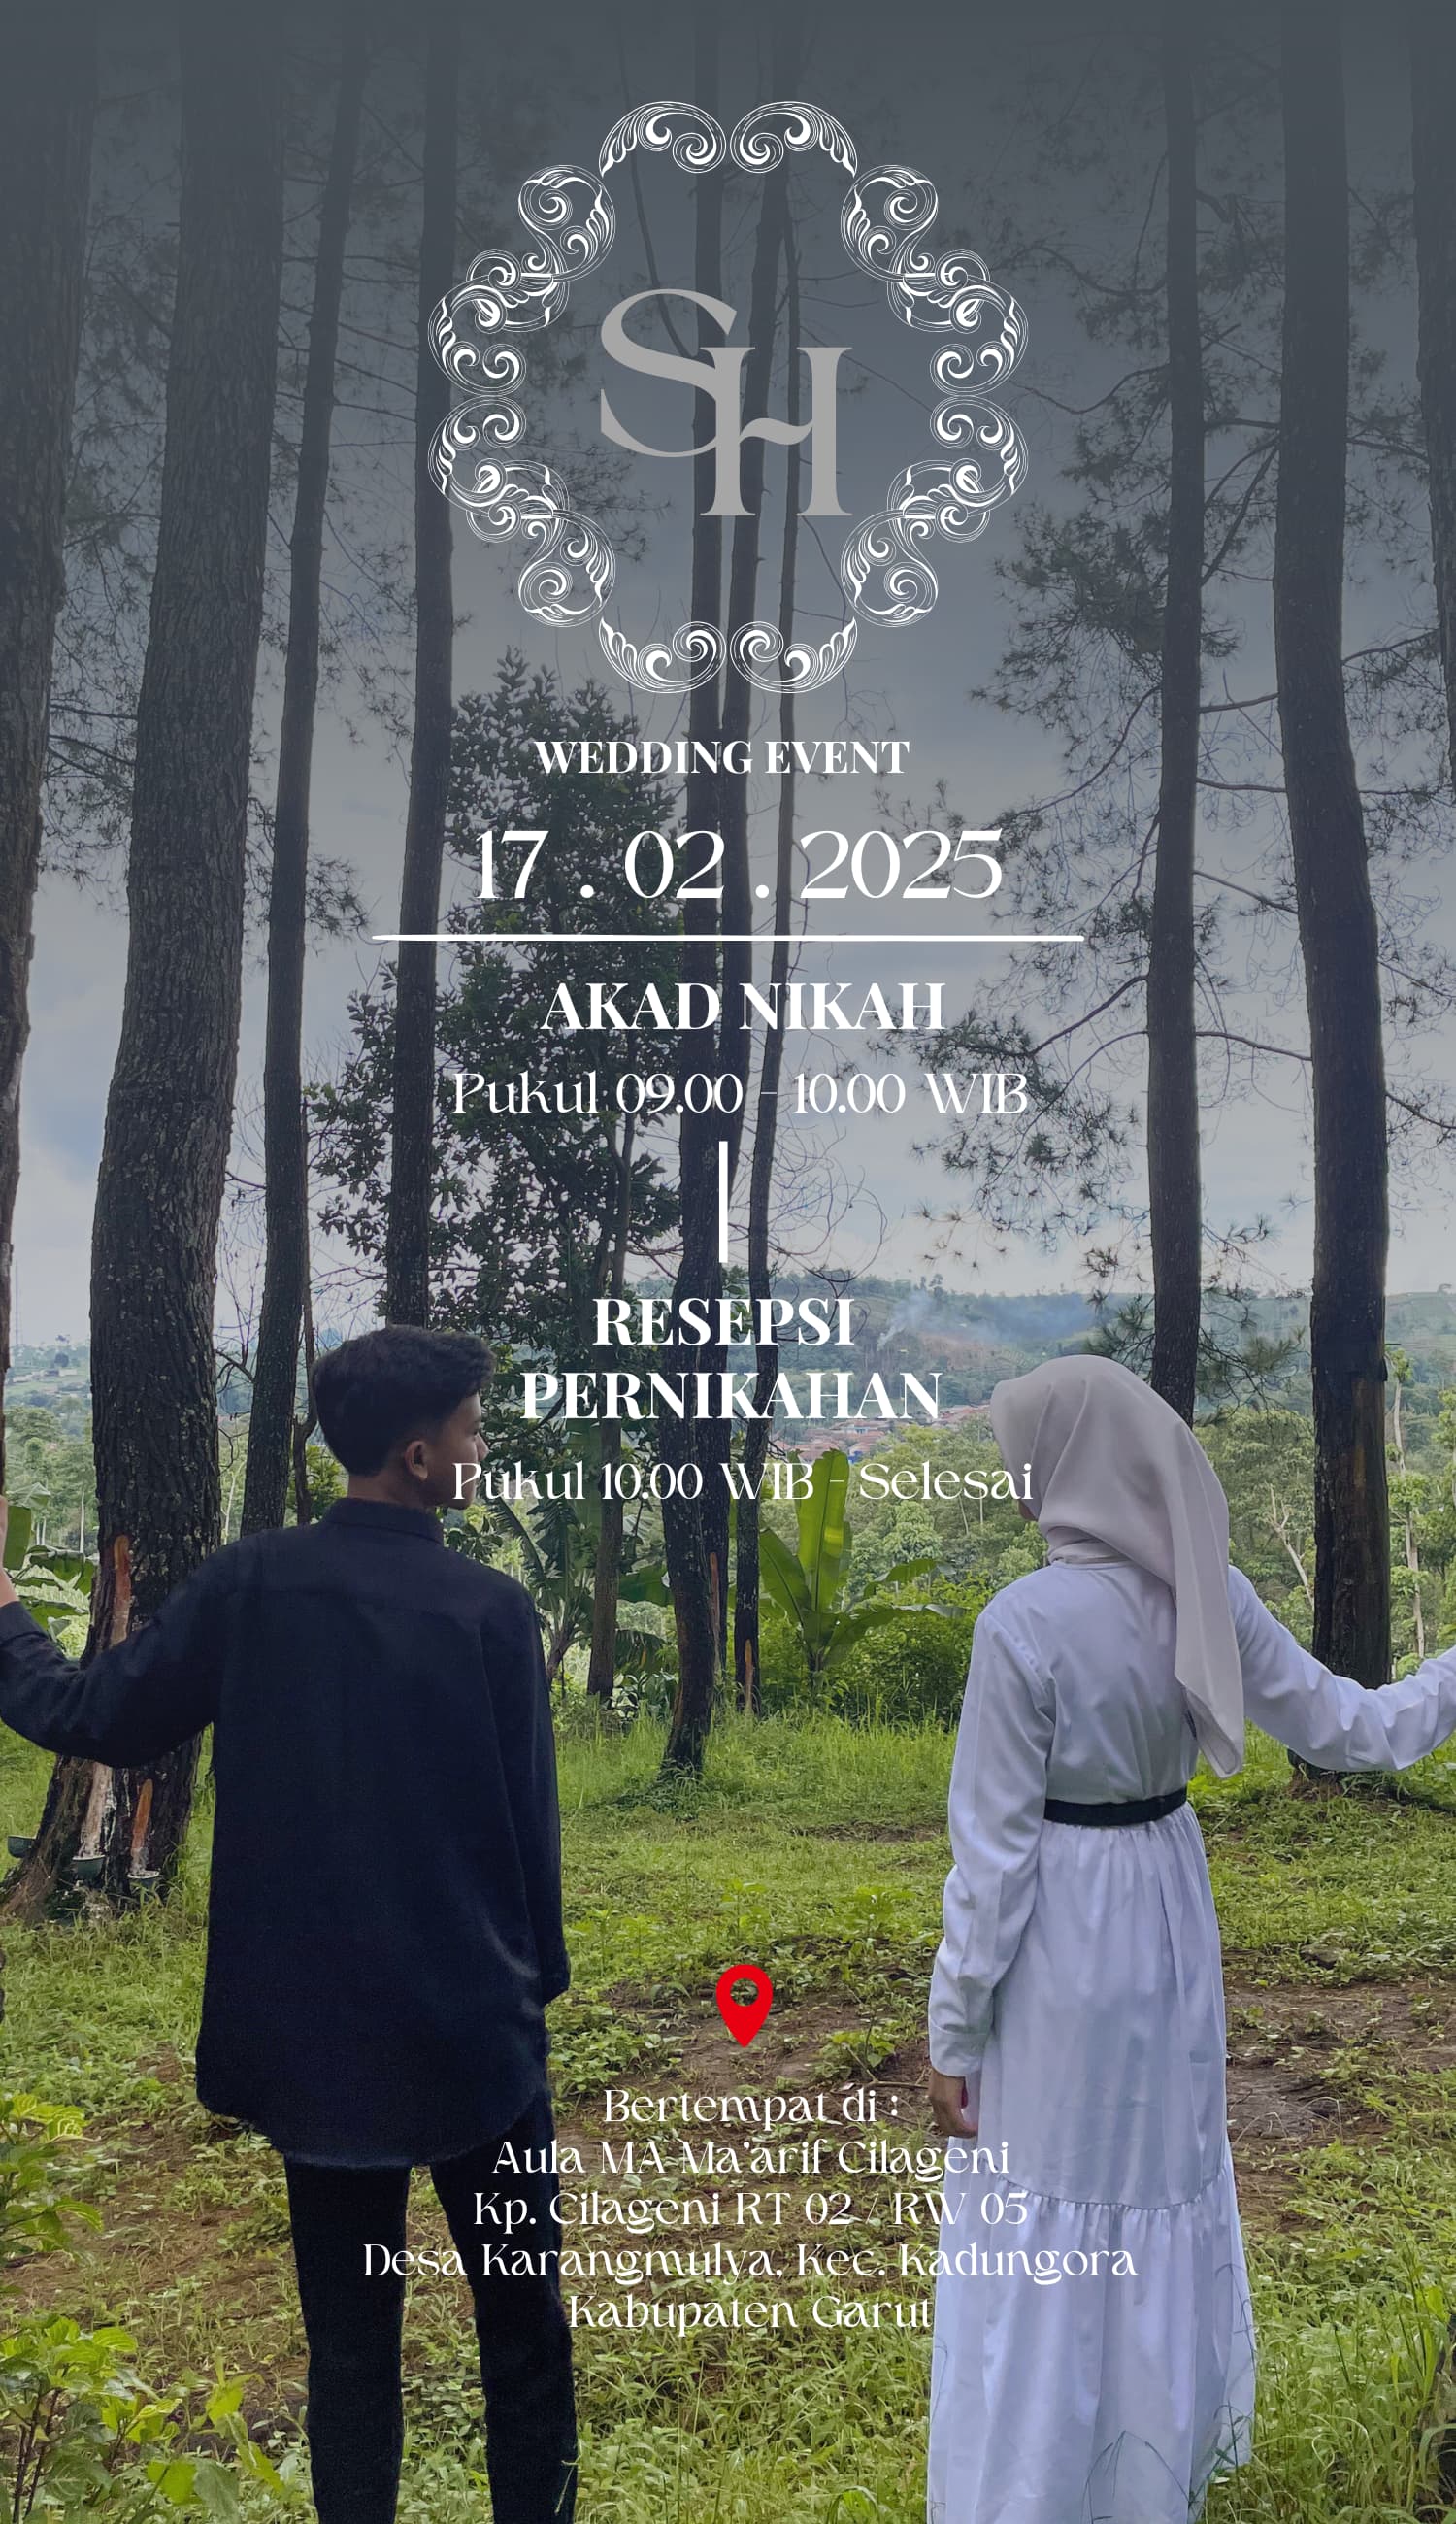 SH
WEDDING EVENT
17 . 02 . 2025
AKAD NIKAH
Pukul 09.00 - 10.00 WIB
RESEPSI
PERNIKAHAN
Pukul 10.00 WIB - Selesai
Bertempat di :
Aula MA Ma'arif Cilageni
Kp. Cilageni RT 02 / RW 05
Desa Karangmulya, Kec. Kadungora
Kabupaten Garut